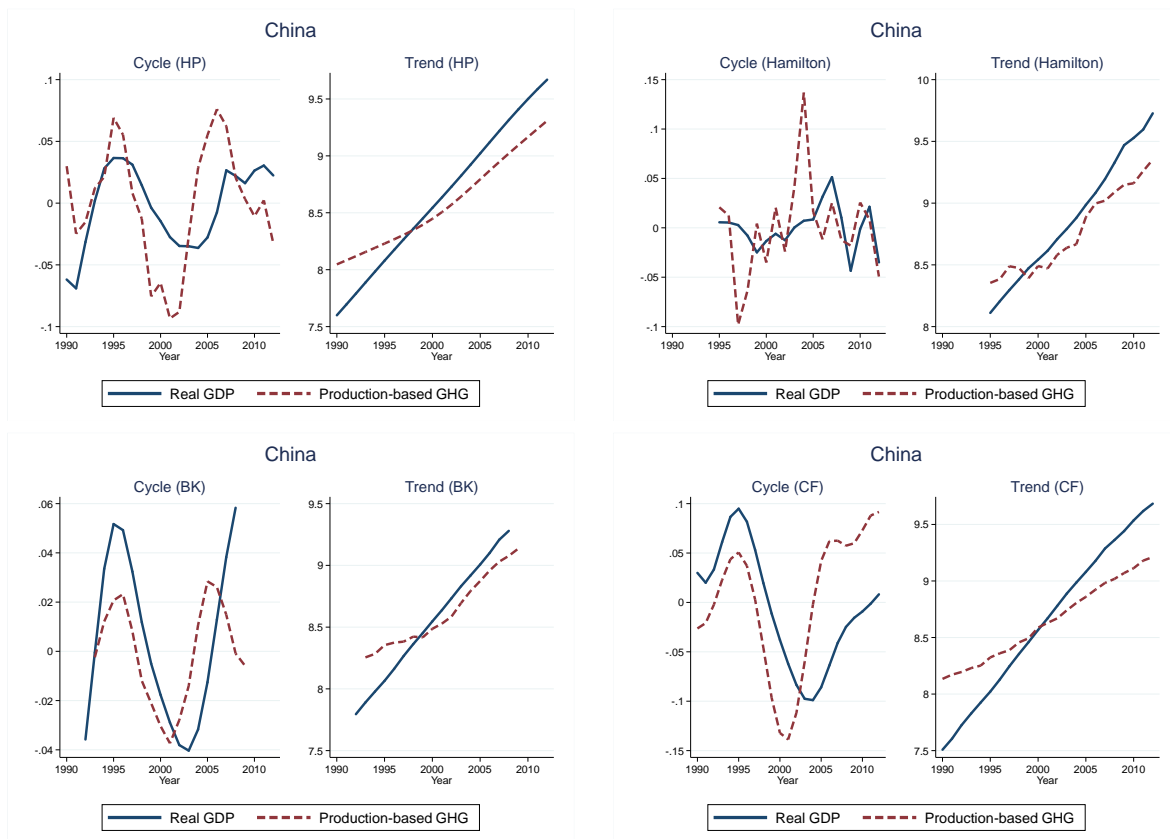 China
Cycle (HP)
Trend (HP)
.1
.05
0
-.05
-.1
1990 1995 2000 2005 2010
Year
9.5
9
8.5
8
7.5
1990 1995 2000 2005 2010
Year
Real GDP Production-based GHG
China
Cycle (Hamilton)
Trend (Hamilton)
.15
.1
.05
0
-.05
-.1
1990 1995 2000 2005 2010
Year
10
9.5
9
8.5
8
1990 1995 2000 2005 2010
Year
Real GDP Production-based GHG
China
Cycle (BK)
Trend (BK)
.06
.04
.02
0
-.02
-.04
1990 1995 2000 2005 2010
Year
9.5
9
8.5
8
7.5
1990 1995 2000 2005 2010
Year
Real GDP Production-based GHG
China
Cycle (CF)
Trend (CF)
.1
.05
0
-.05
-.1
-.15
1990 1995 2000 2005 2010
Year
9.5
9
8.5
8
7.5
1990 1995 2000 2005 2010
Year
Real GDP Production-based GHG